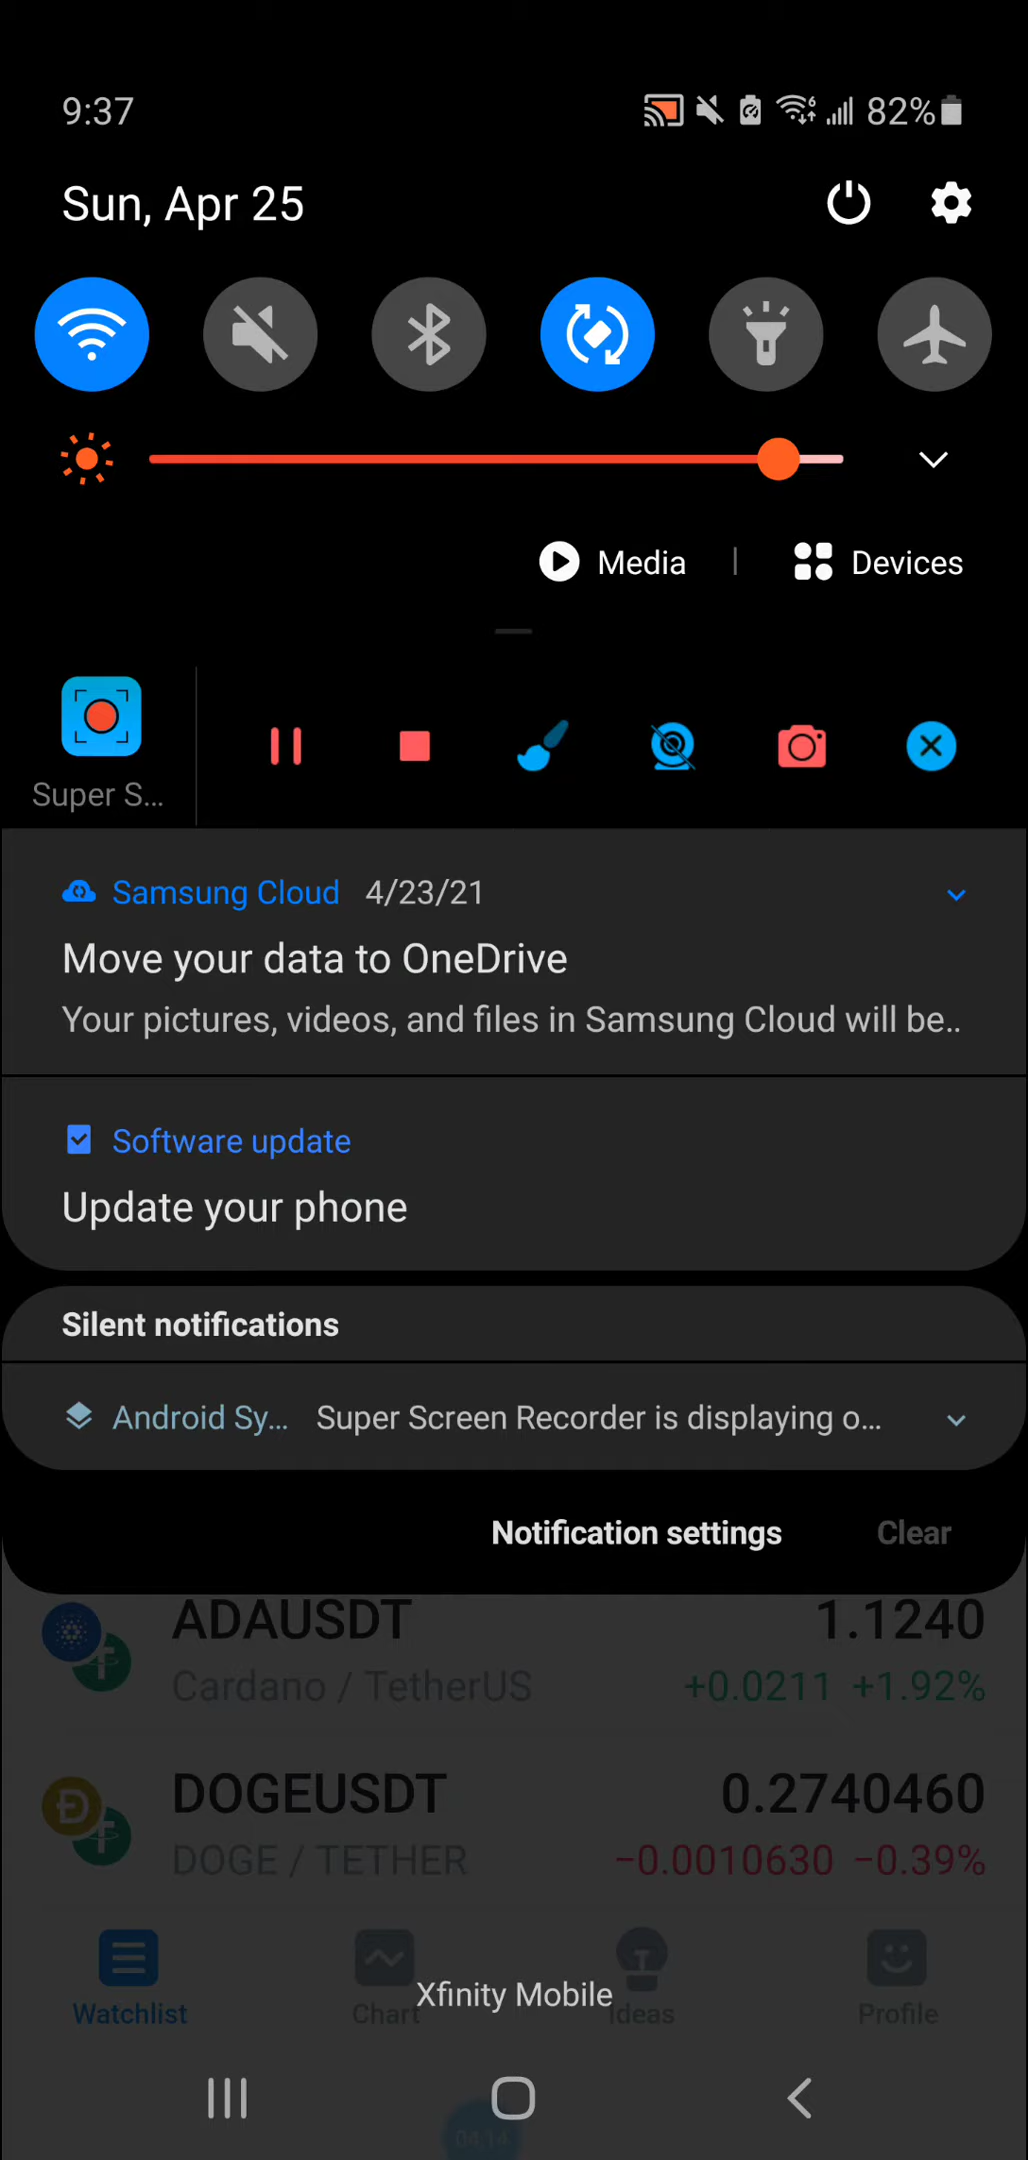 9:37
82%
Sun, Apr 25
Media | Devices
Super S...
Samsung Cloud 4/23/21
Move your data to OneDrive
Your pictures, videos, and files in Samsung Cloud will be..
Software update
Update your phone
Silent notifications
Android Sy... Super Screen Recorder is displaying o...
Notification settings Clear
ADAUSDT 1.1240
Cardano / TetherUS +0.0211 +1.92%
DOGEUSDT 0.2740460
DOGE / TETHER −0.0010630 −0.39%
Xfinity Mobile
Watchlist Chart Ideas Profile
04:14